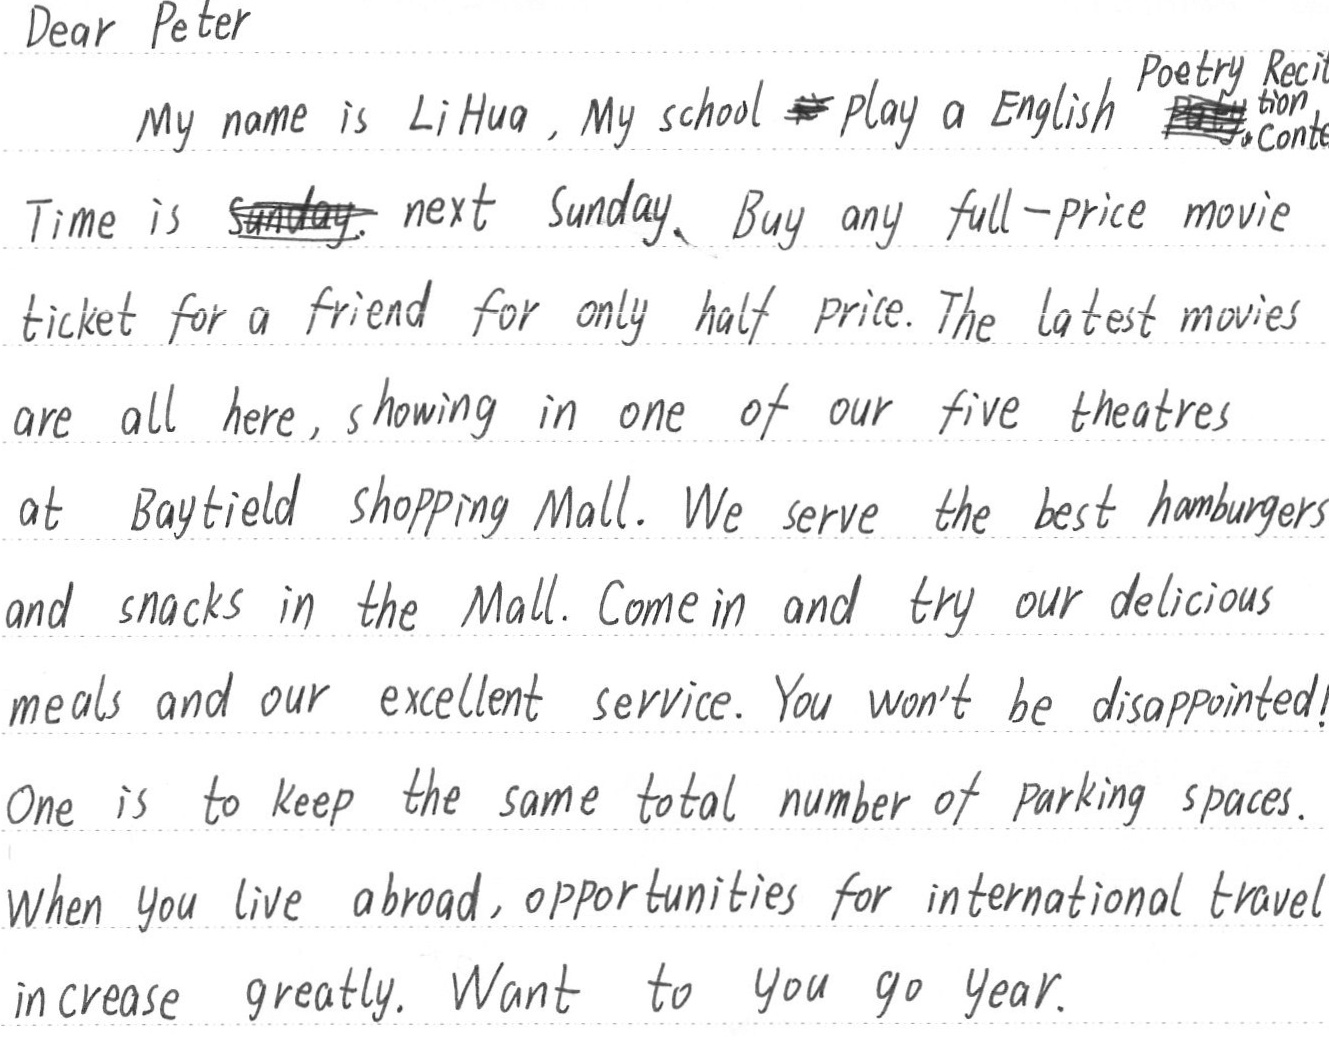 Dear Peter
My name is Li Hua, My school play a English Poetry Recit
tion
Conte
Time is next Sunday、 Buy any full-price movie
ticket for a friend for only half price. The latest movies
are all here, showing in one of our five theatres
at Baytield shopping Mall. We serve the best hamburgers
and snacks in the Mall. Come in and try our delicious
meals and our excellent service. You won't be disappointed!
One is to keep the same total number of parking spaces.
When you live abroad, opportunities for international travel
increase greatly. Want to you go year.